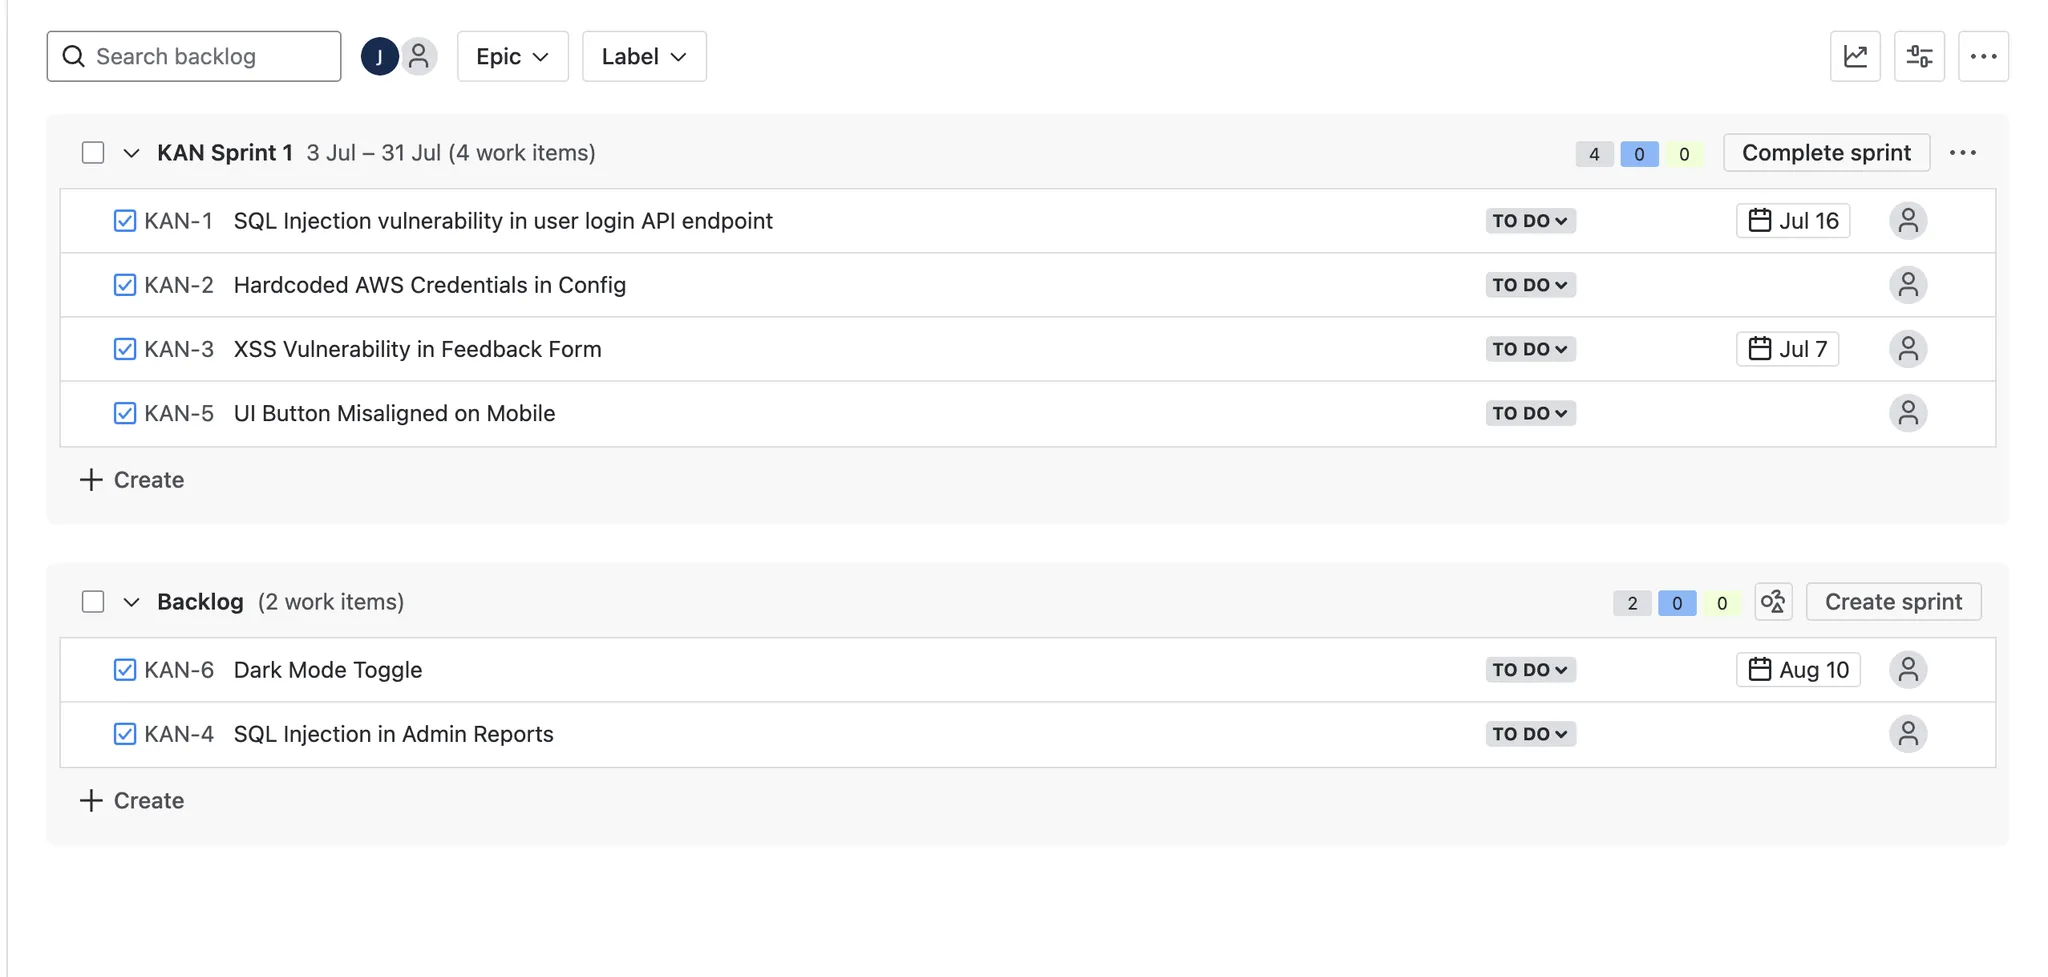 Search backlog J Epic Label
KAN Sprint 1 3 Jul – 31 Jul (4 work items) 4 0 0 Complete sprint
KAN-1 SQL Injection vulnerability in user login API endpoint TO DO Jul 16
KAN-2 Hardcoded AWS Credentials in Config TO DO
KAN-3 XSS Vulnerability in Feedback Form TO DO Jul 7
KAN-5 UI Button Misaligned on Mobile TO DO
Create
Backlog (2 work items) 2 0 0 Create sprint
KAN-6 Dark Mode Toggle TO DO Aug 10
KAN-4 SQL Injection in Admin Reports TO DO
Create